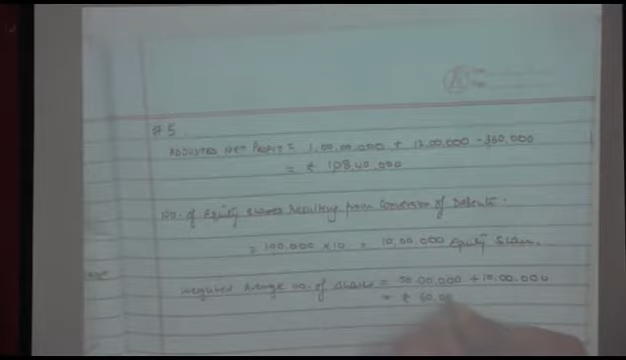 # 5
ADJUSTED NET PROFIT = 1,00,00,000 + 12,00,000 - 360,000
= ₹ 108,40,000
No. of Equity shares Resulting from Conversion of Debents.
= 100,000 × 10 = 10,00,000 Equity Shares.
Weighted Average no. of shares = 50,00,000 + 10,00,000
= ₹ 60,00